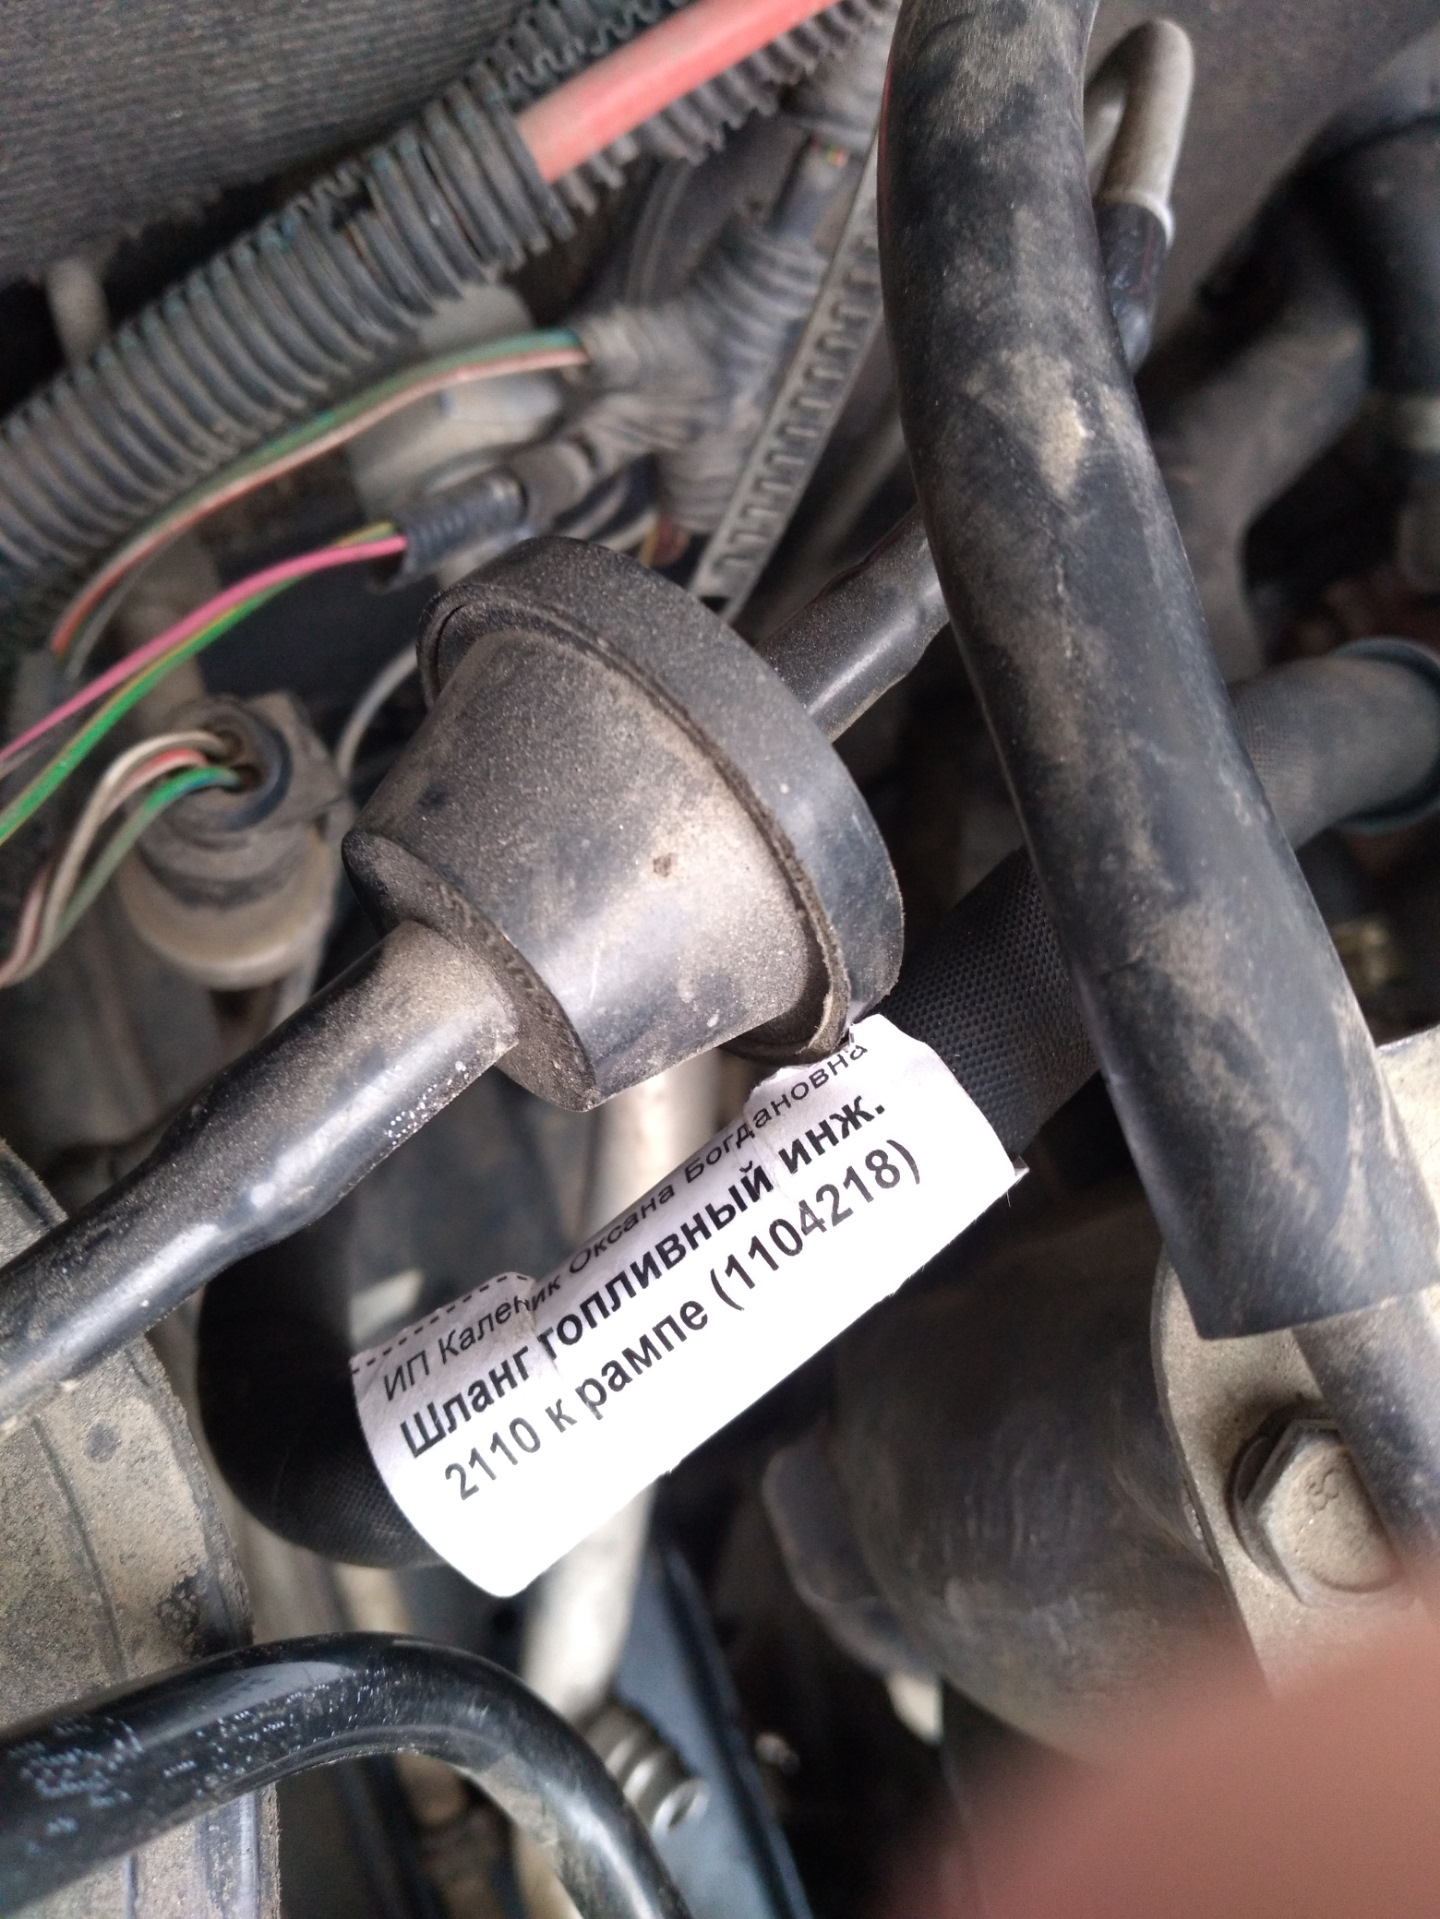 ИП Каленик Оксана Богдановна
Шланг топливный инж.
2110 к рампе (1104218)